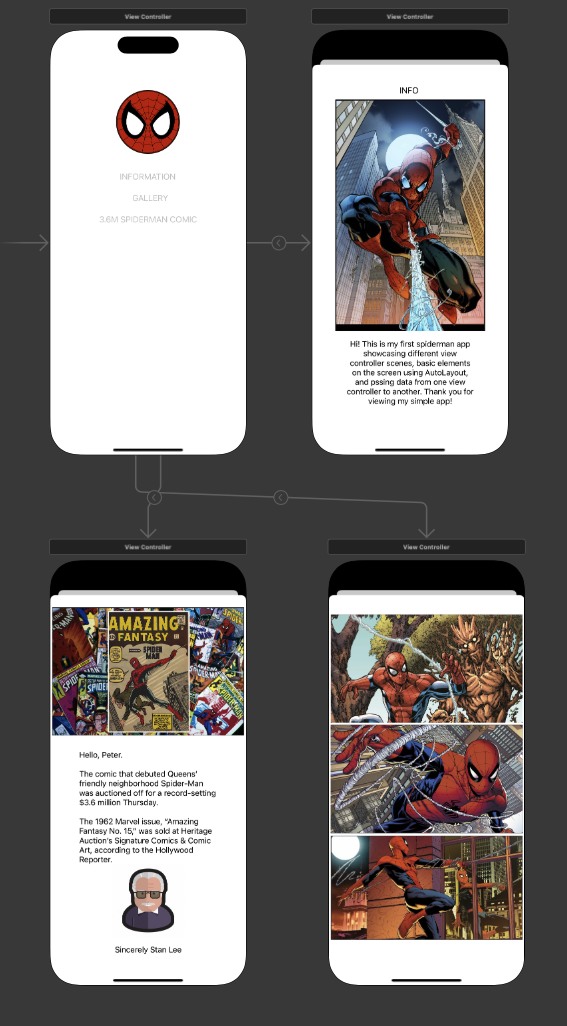 View Controller
View Controller
INFORMATION
GALLERY
3.6M SPIDERMAN COMIC
INFO
Hi! This is my first spiderman app
showcasing different view
controller scenes, basic elements
on the screen using AutoLayout,
and pssing data from one view
controller to another. Thank you for
viewing my simple app!
View Controller
View Controller
AMAZING
FANTASY
SPIDER
MAN
Hello, Peter.
The comic that debuted Queens'
friendly neighborhood Spider-Man
was auctioned off for a record-setting
$3.6 million Thursday.
The 1962 Marvel issue, "Amazing
Fantasy No. 15," was sold at Heritage
Auction's Signature Comics & Comic
Art, according to the Hollywood
Reporter.
Sincerely Stan Lee